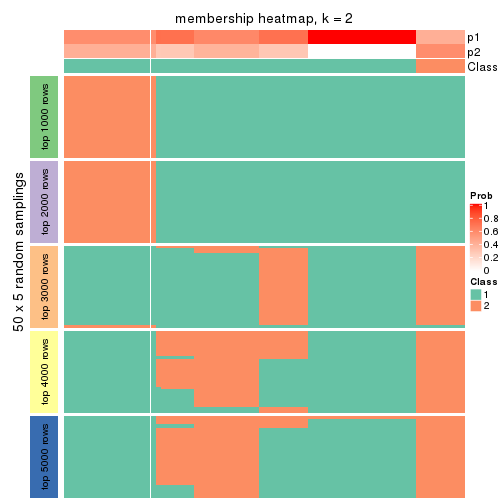 membership heatmap, k = 2
p1
p2
Class
50 x 5 random samplings
top 1000 rows
top 2000 rows
top 3000 rows
top 4000 rows
top 5000 rows
Prob
1
0.8
0.6
0.4
0.2
0
Class
1
2